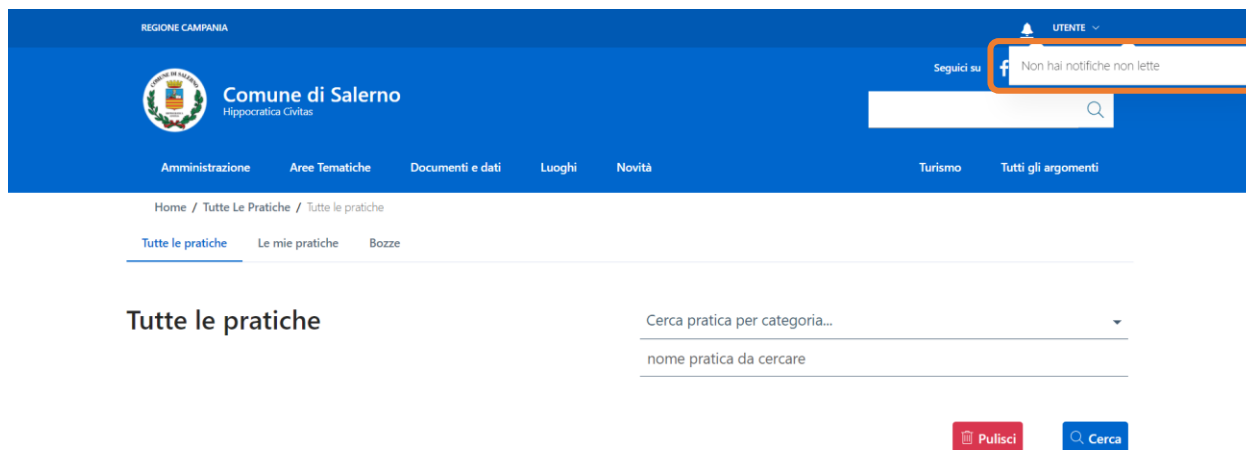 REGIONE CAMPANIA
UTENTE
Seguici su
Non hai notifiche non lette
Comune di Salerno
Hippocratica Civitas
Amministrazione Aree Tematiche Documenti e dati Luoghi Novità Turismo Tutti gli argomenti
Home / Tutte Le Pratiche / Tutte le pratiche
Tutte le pratiche Le mie pratiche Bozze
Tutte le pratiche
Cerca pratica per categoria...
nome pratica da cercare
Pulisci Cerca